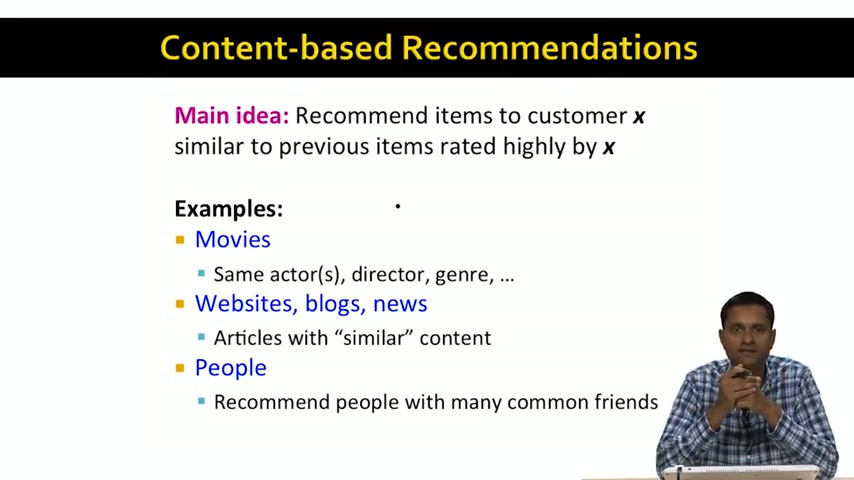 Content-based Recommendations
Main idea: Recommend items to customer x
similar to previous items rated highly by x
Examples:
Movies
Same actor(s), director, genre, ...
Websites, blogs, news
Articles with “similar” content
People
Recommend people with many common friends